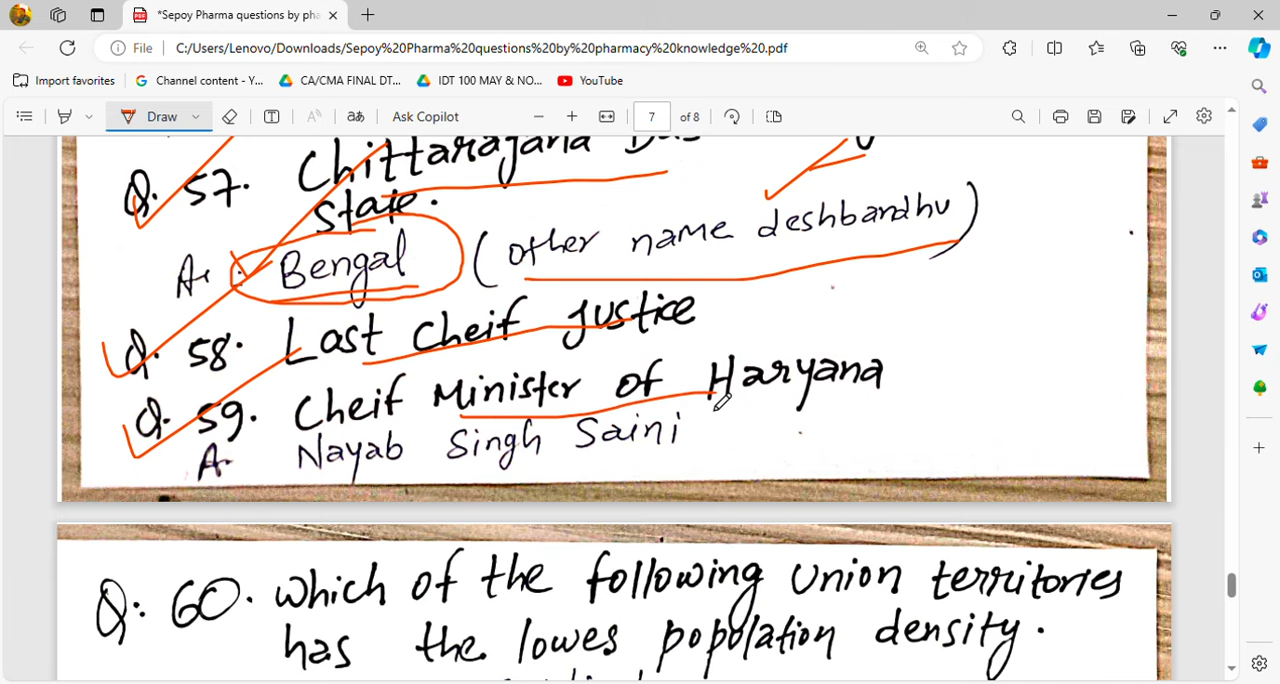 *Sepoy Pharma questions by pha
File C:/Users/Lenovo/Downloads/Sepoy%20Pharma%20questions%20by%20pharmacy%20knowledge%20.pdf
Import favorites Channel content - Y... CA/CMA FINAL DT... IDT 100 MAY & NO... YouTube
Draw Ask Copilot 7 of 8
Q. 57. Chittarajana Das
State.
A. Bengal (other name deshbandhu)
Q. 58. Last Cheif Justice
Q. 59. Cheif Minister of Haryana
A. Nayab Singh Saini
Q. 60. which of the following Union territories
has the lowes population density.